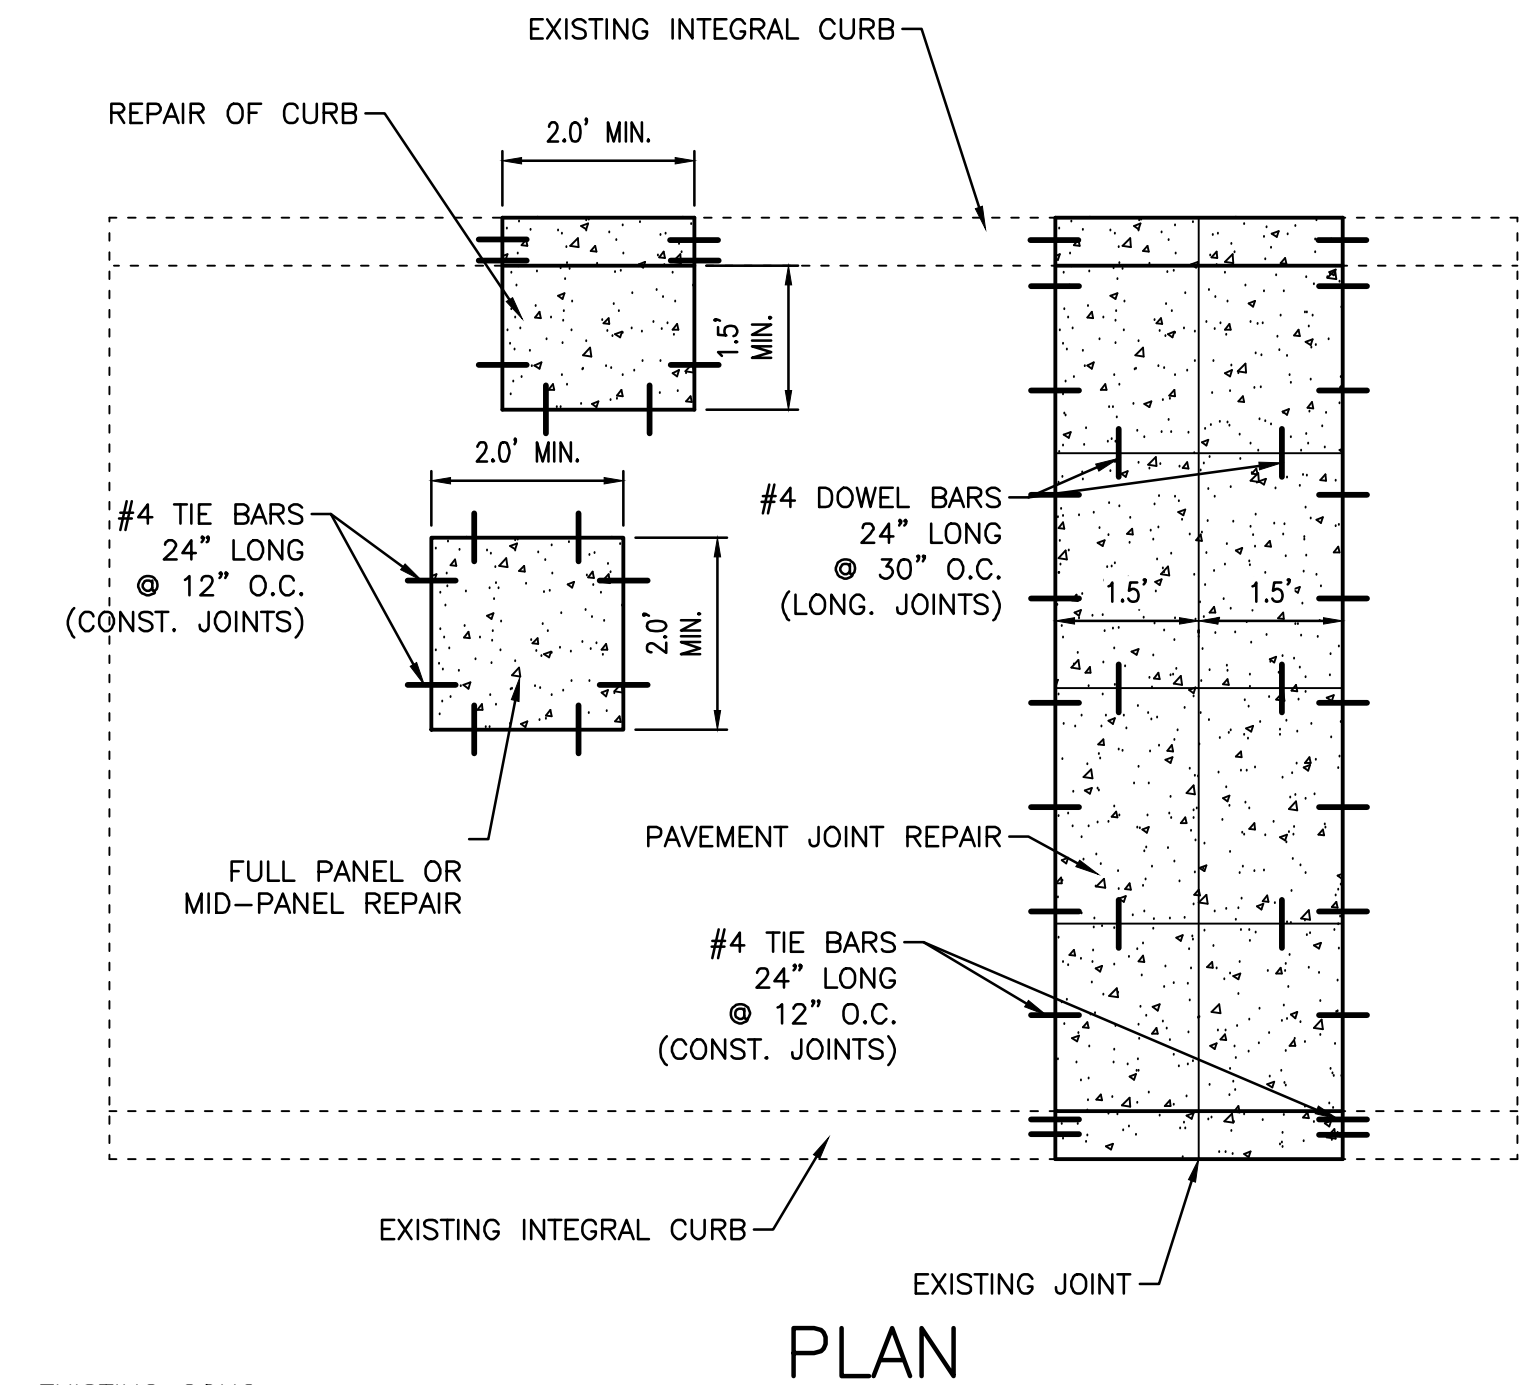 EXISTING INTEGRAL CURB
REPAIR OF CURB
2.0' MIN.
1.5'
MIN.
2.0' MIN.
#4 TIE BARS
24" LONG
@ 12" O.C.
(CONST. JOINTS)
2.0'
MIN.
#4 DOWEL BARS
24" LONG
@ 30" O.C.
(LONG. JOINTS)
1.5'
1.5'
PAVEMENT JOINT REPAIR
FULL PANEL OR
MID-PANEL REPAIR
#4 TIE BARS
24" LONG
@ 12" O.C.
(CONST. JOINTS)
EXISTING INTEGRAL CURB
EXISTING JOINT
PLAN